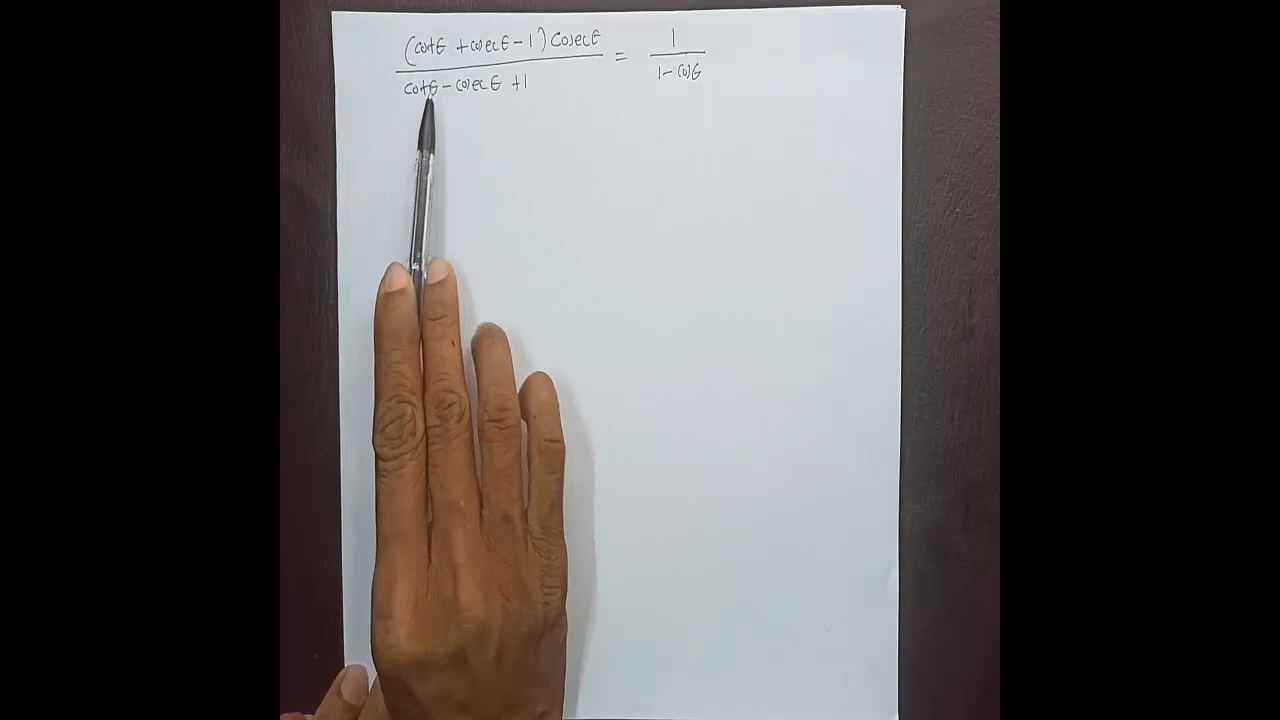 (cotθ + cosecθ - 1) cosecθ / cotθ - cosecθ + 1 = 1 / 1 - cosθ